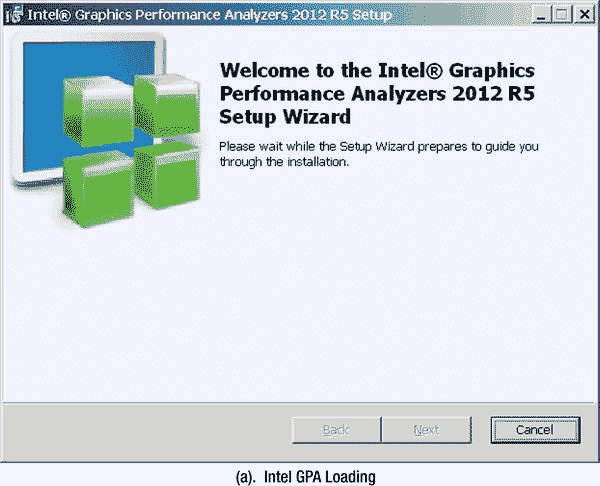 Intel® Graphics Performance Analyzers 2012 R5 Setup
Welcome to the Intel® Graphics
Performance Analyzers 2012 R5
Setup Wizard
Please wait while the Setup Wizard prepares to guide you
through the installation.
Back
Next
Cancel
(a). Intel GPA Loading